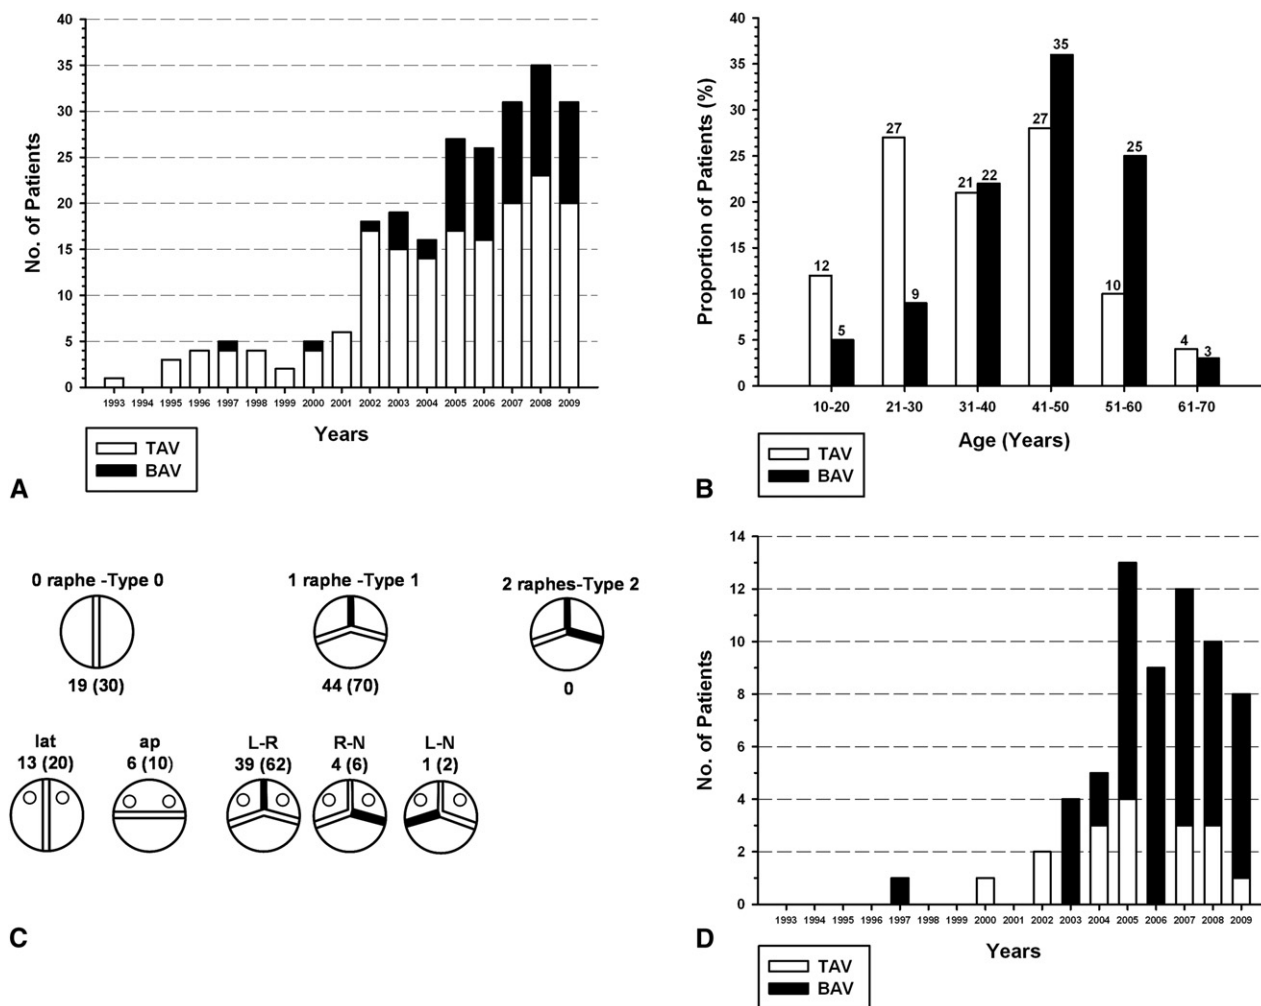 40
35
30
25
20
15
10
5
0
No. of Patients
1993 1994 1995 1996 1997 1998 1999 2000 2001 2002 2003 2004 2005 2006 2007 2008 2009
Years
TAV
BAV
A
40
35
30
25
20
15
10
5
0
Proportion of Patients (%)
12 5 27 9 21 22 27 35 10 25 4 3
10-20 21-30 31-40 41-50 51-60 61-70
Age (Years)
TAV
BAV
B
0 raphe -Type 0 1 raphe -Type 1 2 raphes-Type 2
19 (30) 44 (70) 0
lat ap L-R R-N L-N
13 (20) 6 (10) 39 (62) 4 (6) 1 (2)
C
14
12
10
8
6
4
2
0
No. of Patients
1993 1994 1995 1996 1997 1998 1999 2000 2001 2002 2003 2004 2005 2006 2007 2008 2009
Years
TAV
BAV
D